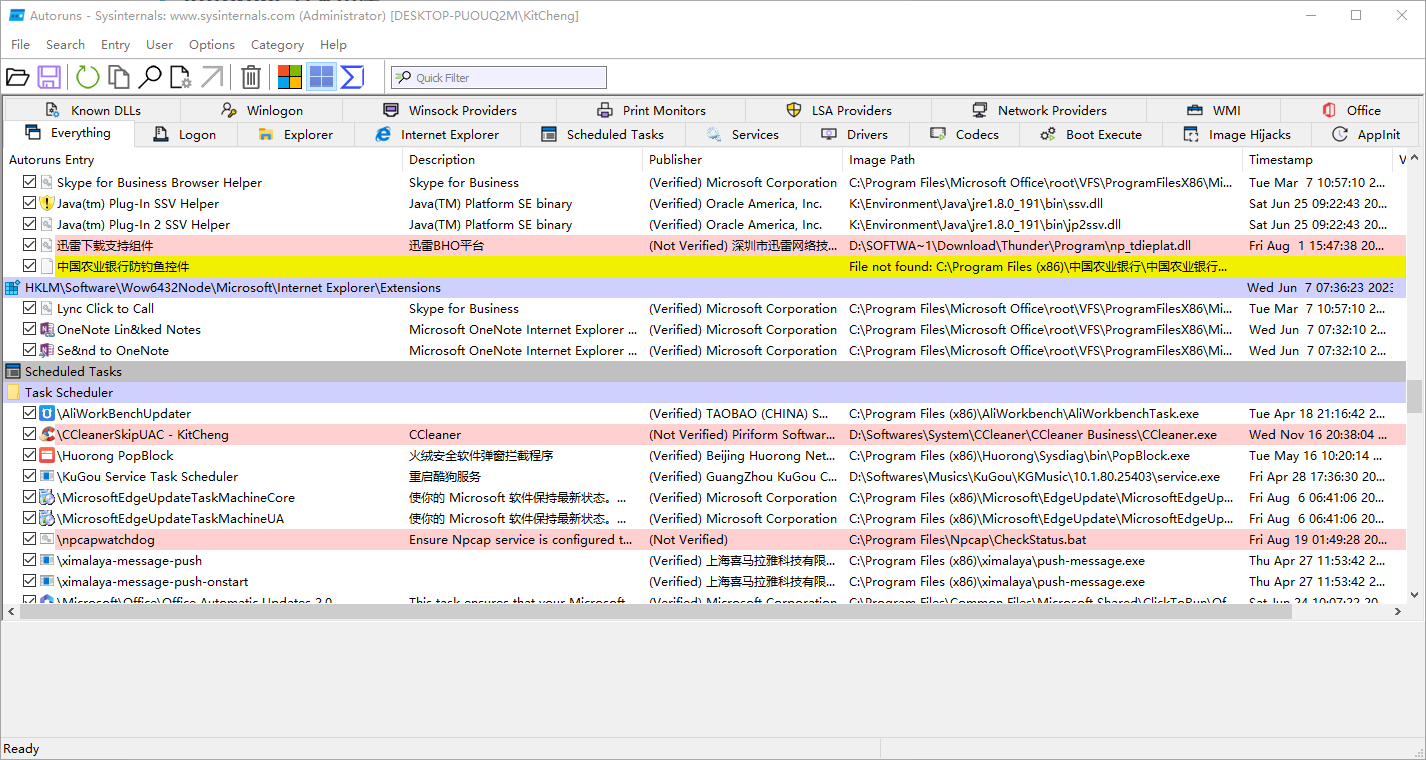 Autoruns - Sysinternals: www.sysinternals.com (Administrator) [DESKTOP-PUOUQ2M\KitCheng]
File Search Entry User Options Category Help
Quick Filter
Known DLLs Winlogon Winsock Providers Print Monitors LSA Providers Network Providers WMI Office
Everything Logon Explorer Internet Explorer Scheduled Tasks Services Drivers Codecs Boot Execute Image Hijacks AppInit
Autoruns Entry Description Publisher Image Path Timestamp V
Skype for Business Browser Helper Skype for Business (Verified) Microsoft Corporation C:\Program Files\Microsoft Office\root\VFS\ProgramFilesX86\Mi... Tue Mar 7 10:57:10 2...
Java(tm) Plug-In SSV Helper Java(TM) Platform SE binary (Verified) Oracle America, Inc. K:\Environment\Java\jre1.8.0_191\bin\ssv.dll Sat Jun 25 09:22:43 20...
Java(tm) Plug-In 2 SSV Helper Java(TM) Platform SE binary (Verified) Oracle America, Inc. K:\Environment\Java\jre1.8.0_191\bin\jp2ssv.dll Sat Jun 25 09:22:43 20...
迅雷下载支持组件 迅雷BHO平台 (Not Verified) 深圳市迅雷网络技... D:\SOFTWA~1\Download\Thunder\Program\np_tdieplat.dll Fri Aug 1 15:47:38 20...
中国农业银行防钓鱼控件 File not found: C:\Program Files (x86)\中国农业银行\中国农业银行...
HKLM\Software\Wow6432Node\Microsoft\Internet Explorer\Extensions Wed Jun 7 07:36:23 2023
Lync Click to Call Skype for Business (Verified) Microsoft Corporation C:\Program Files\Microsoft Office\root\VFS\ProgramFilesX86\Mi... Tue Mar 7 10:57:10 2...
OneNote Lin&ked Notes Microsoft OneNote Internet Explorer ... (Verified) Microsoft Corporation C:\Program Files\Microsoft Office\root\VFS\ProgramFilesX86\Mi... Wed Jun 7 07:32:10 2...
Se&nd to OneNote Microsoft OneNote Internet Explorer ... (Verified) Microsoft Corporation C:\Program Files\Microsoft Office\root\VFS\ProgramFilesX86\Mi... Wed Jun 7 07:32:10 2...
Scheduled Tasks
Task Scheduler
\AliWorkBenchUpdater (Verified) TAOBAO (CHINA) S... C:\Program Files (x86)\AliWorkbench\AliWorkbenchTask.exe Tue Apr 18 21:16:42 2...
\CCleanerSkipUAC - KitCheng CCleaner (Not Verified) Piriform Softwar... D:\Softwares\System\CCleaner\CCleaner Business\CCleaner.exe Wed Nov 16 20:38:04 ...
\Huorong PopBlock 火绒安全软件弹窗拦截程序 (Verified) Beijing Huorong Net... C:\Program Files (x86)\Huorong\Sysdiag\bin\PopBlock.exe Tue May 16 10:20:14 ...
\KuGou Service Task Scheduler 重启酷狗服务 (Verified) GuangZhou KuGou C... D:\Softwares\Musics\KuGou\KGMusic\10.1.80.25403\service.exe Fri Apr 28 17:36:30 20...
\MicrosoftEdgeUpdateTaskMachineCore 使你的 Microsoft 软件保持最新状态。... (Verified) Microsoft Corporation C:\Program Files (x86)\Microsoft\EdgeUpdate\MicrosoftEdgeUp... Fri Aug 6 06:41:06 20...
\MicrosoftEdgeUpdateTaskMachineUA 使你的 Microsoft 软件保持最新状态。... (Verified) Microsoft Corporation C:\Program Files (x86)\Microsoft\EdgeUpdate\MicrosoftEdgeUp... Fri Aug 6 06:41:06 20...
\npcapwatchdog Ensure Npcap service is configured t... (Not Verified) C:\Program Files\Npcap\CheckStatus.bat Fri Aug 19 01:49:28 20...
\ximalaya-message-push (Verified) 上海喜马拉雅科技有限... C:\Program Files (x86)\ximalaya\push-message.exe Thu Apr 27 11:53:42 2...
\ximalaya-message-push-onstart (Verified) 上海喜马拉雅科技有限... C:\Program Files (x86)\ximalaya\push-message.exe Thu Apr 27 11:53:42 2...
\Microsoft\Office\Office Automatic Updates 2.0 This task ensures that your Microsoft... (Verified) Microsoft Corporation C:\Program Files\Common Files\Microsoft Shared\ClickToRun\Of... Sat Jun 24 10:07:22 20...
Ready